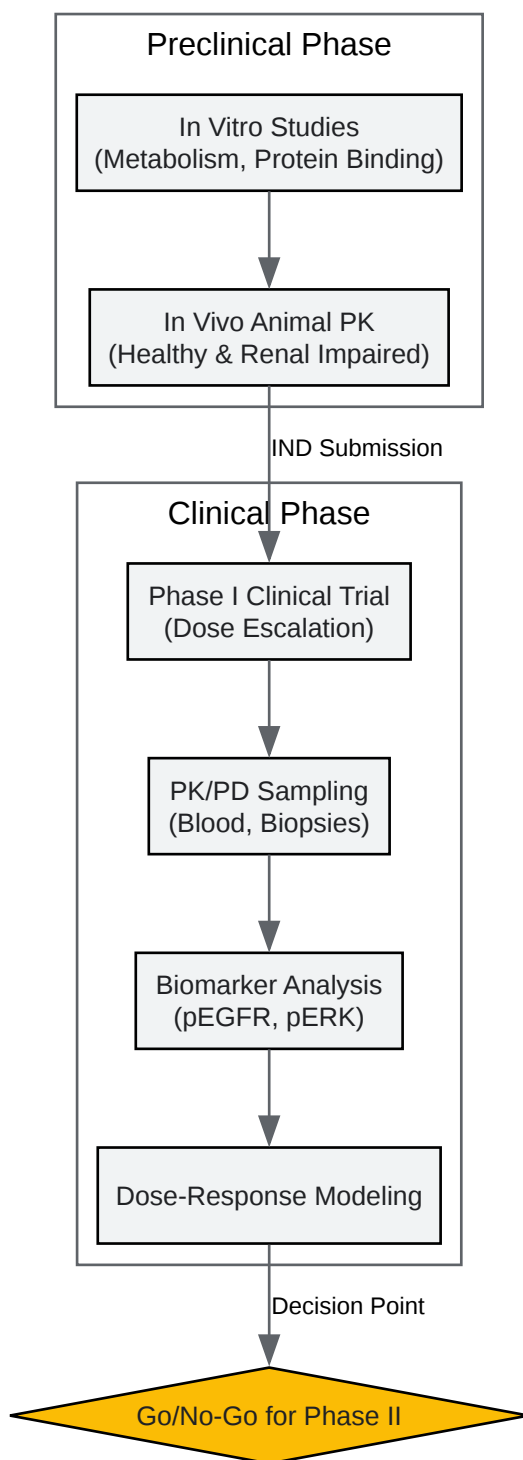 Preclinical Phase
In Vitro Studies
(Metabolism, Protein Binding)
In Vivo Animal PK
(Healthy & Renal Impaired)
IND Submission
Clinical Phase
Phase I Clinical Trial
(Dose Escalation)
PK/PD Sampling
(Blood, Biopsies)
Biomarker Analysis
(pEGFR, pERK)
Dose-Response Modeling
Decision Point
Go/No-Go for Phase II